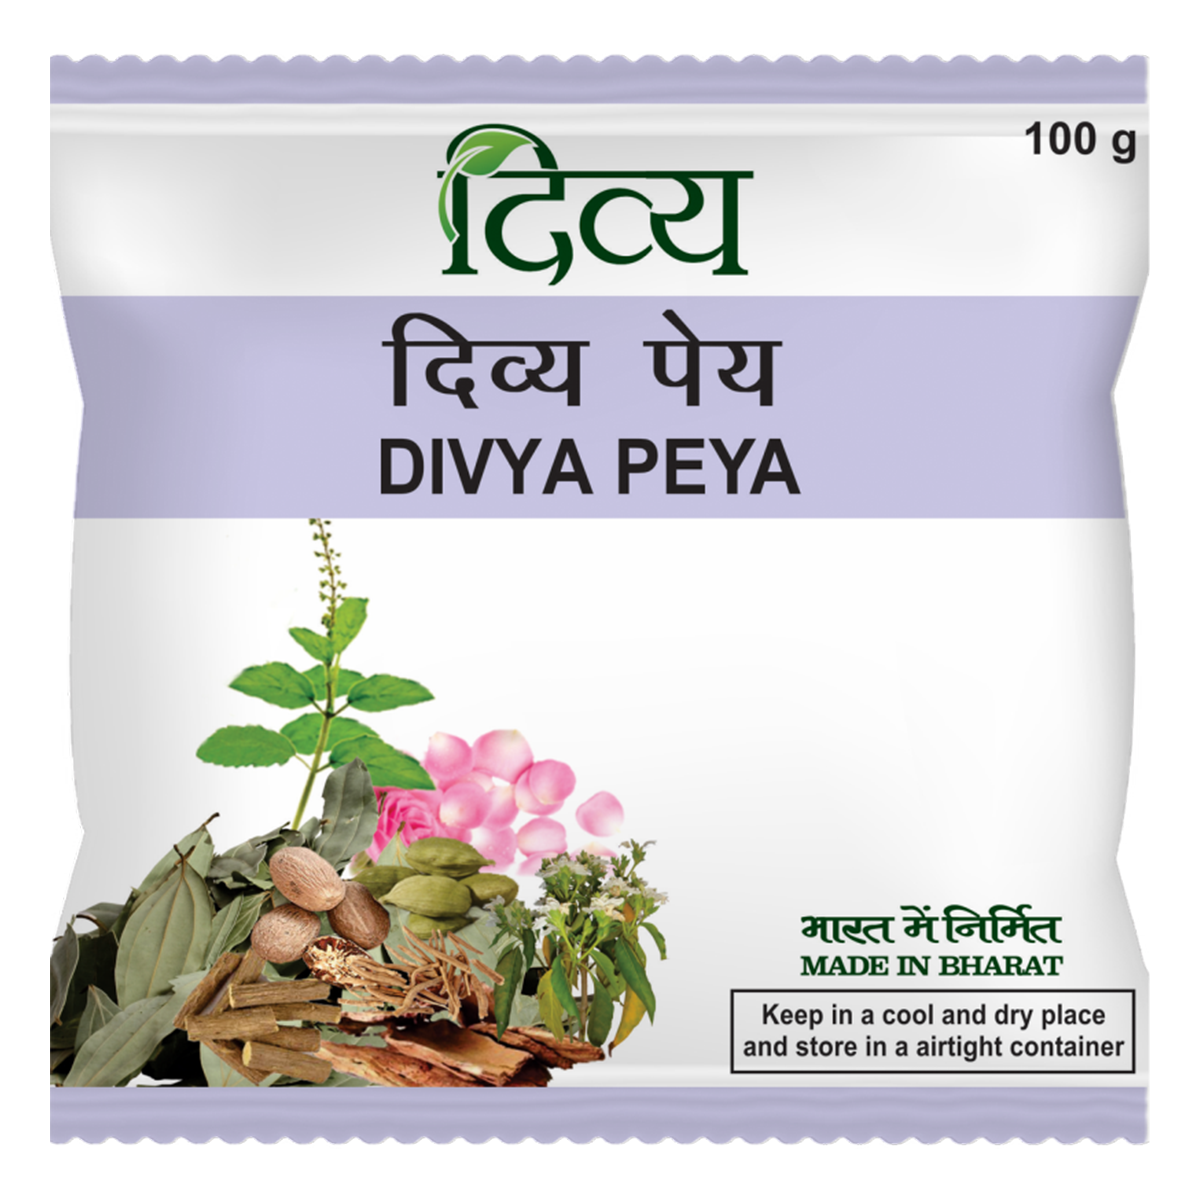 100 g
दिव्य
दिव्य पेय
DIVYA PEYA
भारत में निर्मित
MADE IN BHARAT
Keep in a cool and dry place
and store in a airtight container